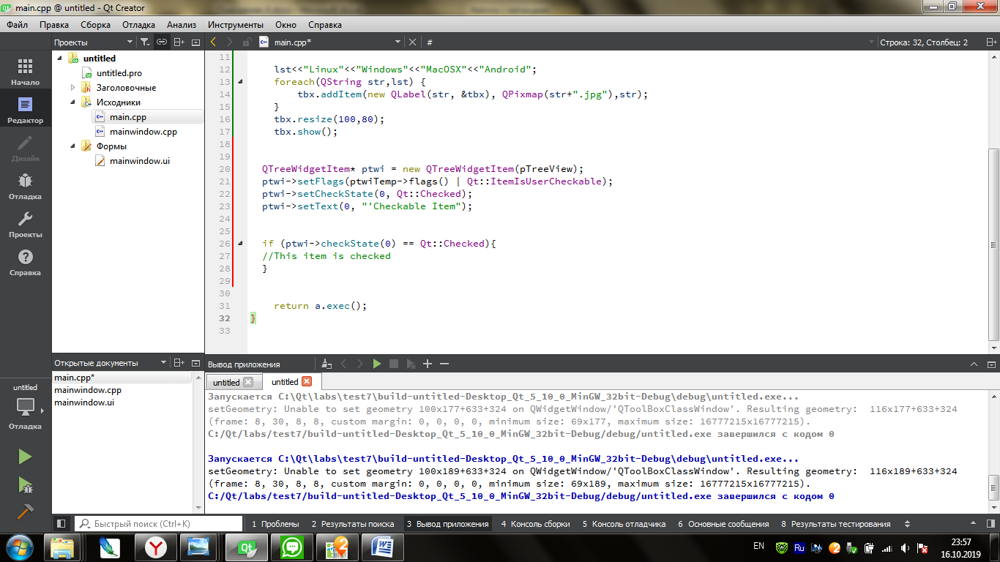 main.cpp @ untitled - Qt Creator
Файл Правка Сборка Отладка Анализ Инструменты Окно Справка
Проекты
main.cpp*
#
Строка: 32, Столбец: 2
Начало
Редактор
Дизайн
Отладка
Проекты
Справка
untitled
Отладка
untitled
untitled.pro
Заголовочные
Исходники
main.cpp
mainwindow.cpp
Формы
mainwindow.ui
11
12 lst<<"Linux"<<"Windows"<<"MacOSX"<<"Android";
13 foreach(QString str,lst) {
14 tbx.addItem(new QLabel(str, &tbx), QPixmap(str+".jpg"),str);
15 }
16 tbx.resize(100,80);
17 tbx.show();
18
19
20 QTreeWidgetItem* ptwi = new QTreeWidgetItem(pTreeView);
21 ptwi->setFlags(ptwiTemp->flags() | Qt::ItemIsUserCheckable);
22 ptwi->setCheckState(0, Qt::Checked);
23 ptwi->setText(0, "'Checkable Item");
24
25
26 if (ptwi->checkState(0) == Qt::Checked){
27 //This item is checked
28 }
29
30
31 return a.exec();
32 }
33
Открытые документы
main.cpp*
mainwindow.cpp
mainwindow.ui
Вывод приложения
untitled untitled
Запускается C:\Qt\labs\test7\build-untitled-Desktop_Qt_5_10_0_MinGW_32bit-Debug\debug\untitled.exe...
setGeometry: Unable to set geometry 100x177+633+324 on QWidgetWindow/'QToolBoxClassWindow'. Resulting geometry: 116x177+633+324
(frame: 8, 30, 8, 8, custom margin: 0, 0, 0, 0, minimum size: 69x177, maximum size: 16777215x16777215).
C:/Qt/labs/test7/build-untitled-Desktop_Qt_5_10_0_MinGW_32bit-Debug/debug/untitled.exe завершился с кодом 0
Запускается C:\Qt\labs\test7\build-untitled-Desktop_Qt_5_10_0_MinGW_32bit-Debug\debug\untitled.exe...
setGeometry: Unable to set geometry 100x189+633+324 on QWidgetWindow/'QToolBoxClassWindow'. Resulting geometry: 116x189+633+324
(frame: 8, 30, 8, 8, custom margin: 0, 0, 0, 0, minimum size: 69x189, maximum size: 16777215x16777215).
C:/Qt/labs/test7/build-untitled-Desktop_Qt_5_10_0_MinGW_32bit-Debug/debug/untitled.exe завершился с кодом 0
Быстрый поиск (Ctrl+K)
1 Проблемы 2 Результаты поиска 3 Вывод приложения 4 Консоль сборки 5 Консоль отладчика 6 Основные сообщения 8 Результаты тестирования
EN
Ru
23:57
16.10.2019